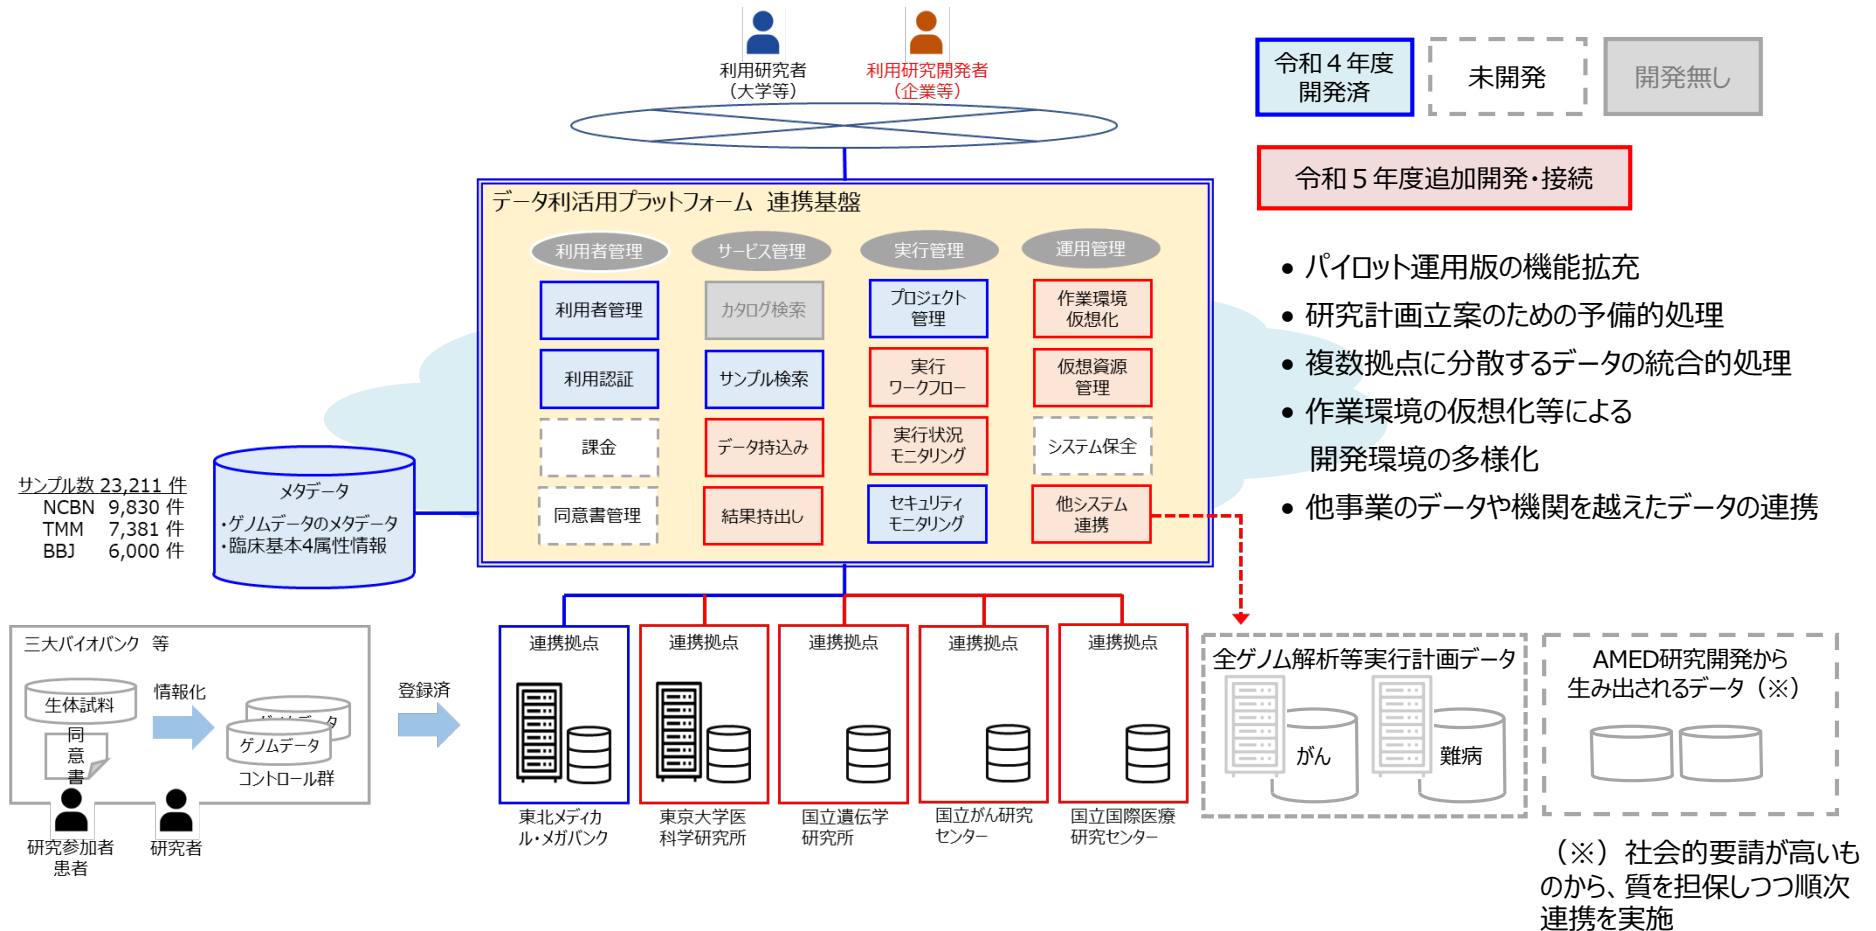 利用研究者
（大学等）
利用研究開発者
（企業等）
令和４年度
開発済
未開発
開発無し
令和５年度追加開発・接続
データ利活用プラットフォーム 連携基盤
利用者管理
サービス管理
実行管理
運用管理
利用者管理
カタログ検索
プロジェクト
管理
作業環境
仮想化
利用認証
サンプル検索
実行
ワークフロー
仮想資源
管理
課金
データ持込み
実行状況
モニタリング
システム保全
同意書管理
結果持出し
セキュリティ
モニタリング
他システム
連携
• パイロット運用版の機能拡充
• 研究計画立案のための予備的処理
• 複数拠点に分散するデータの統合的処理
• 作業環境の仮想化等による
開発環境の多様化
• 他事業のデータや機関を越えたデータの連携
サンプル数 23,211 件
NCBN 9,830 件
TMM 7,381 件
BBJ 6,000 件
メタデータ
・ゲノムデータのメタデータ
・臨床基本4属性情報
三大バイオバンク 等
生体試料
同
意
書
情報化
ゲノムデータ
コントロール群
登録済
研究参加者
患者
研究者
連携拠点
東北メディカ
ル・メガバンク
連携拠点
東京大学医
科学研究所
連携拠点
国立遺伝学
研究所
連携拠点
国立がん研究
センター
連携拠点
国立国際医療
研究センター
全ゲノム解析等実行計画データ
がん
難病
AMED研究開発から
生み出されるデータ（※）
（※）社会的要請が高いも
のから、質を担保しつつ順次
連携を実施